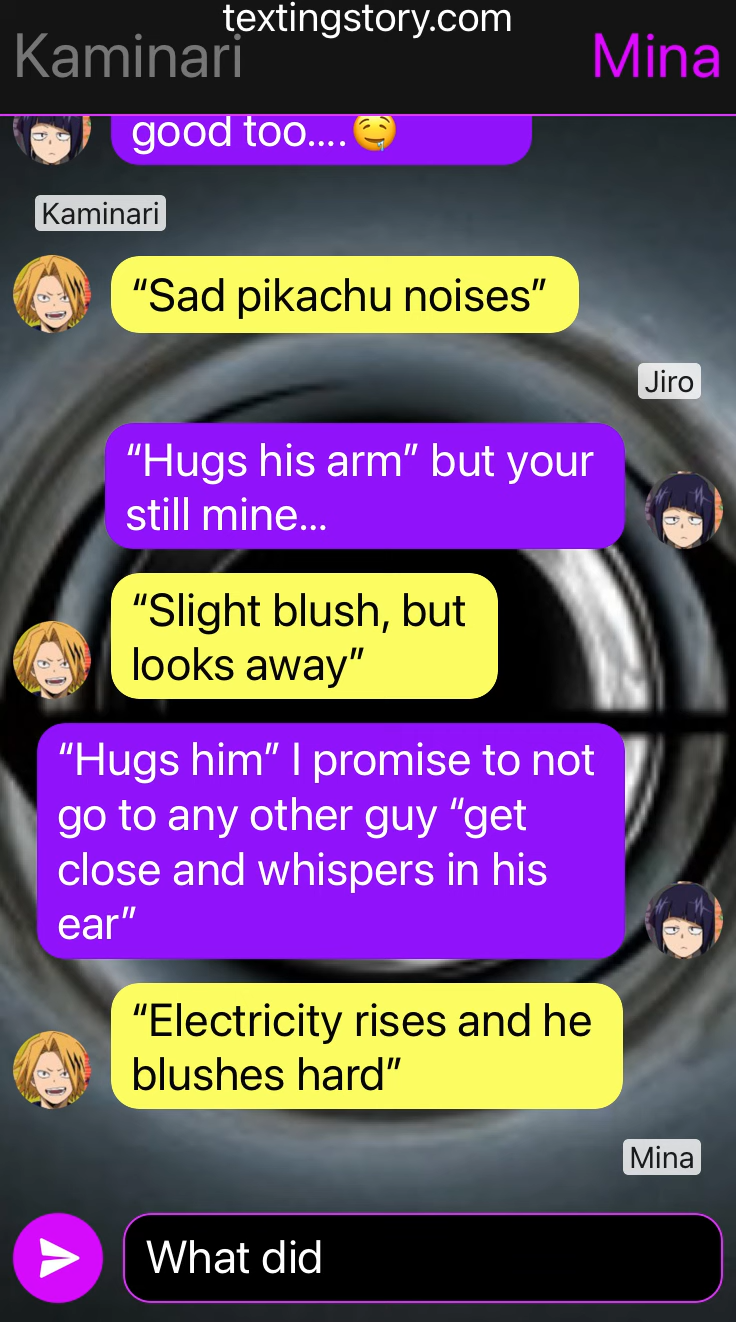 textingstory.com
Kaminari
Mina
good too....🤤
Kaminari
“Sad pikachu noises”
Jiro
“Hugs his arm” but your
still mine...
“Slight blush, but
looks away”
“Hugs him” I promise to not
go to any other guy “get
close and whispers in his
ear”
“Electricity rises and he
blushes hard”
Mina
What did